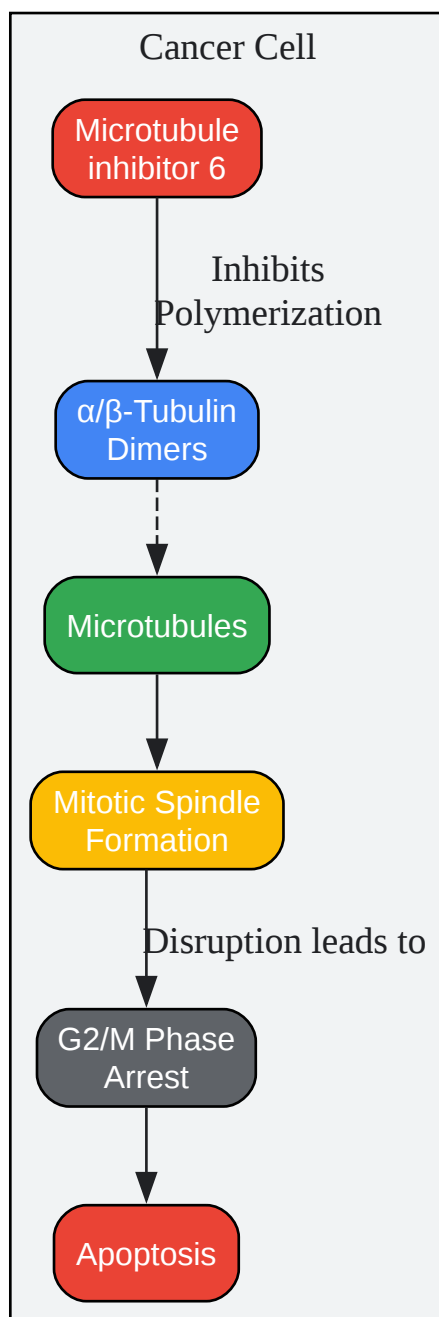 Cancer Cell
Microtubule
inhibitor 6
Inhibits
Polymerization
α/β-Tubulin
Dimers
Microtubules
Mitotic Spindle
Formation
Disruption leads to
G2/M Phase
Arrest
Apoptosis